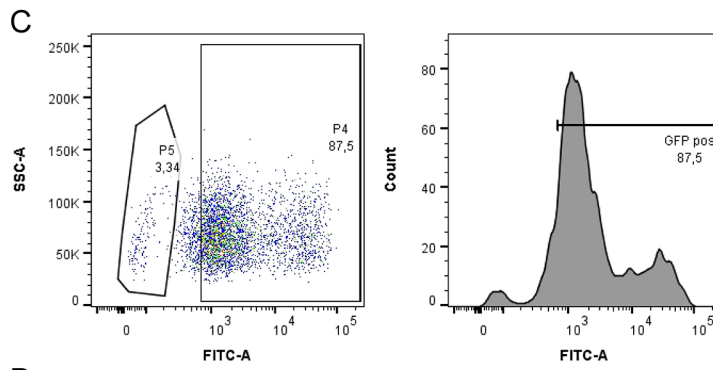 C
250K
200K
150K
100K
50K
0
SSC-A
P5
3,34
P4
87,5
0 10^3 10^4 10^5
FITC-A
80
60
40
20
0
Count
GFP pos
87,5
0 10^3 10^4 10^5
FITC-A